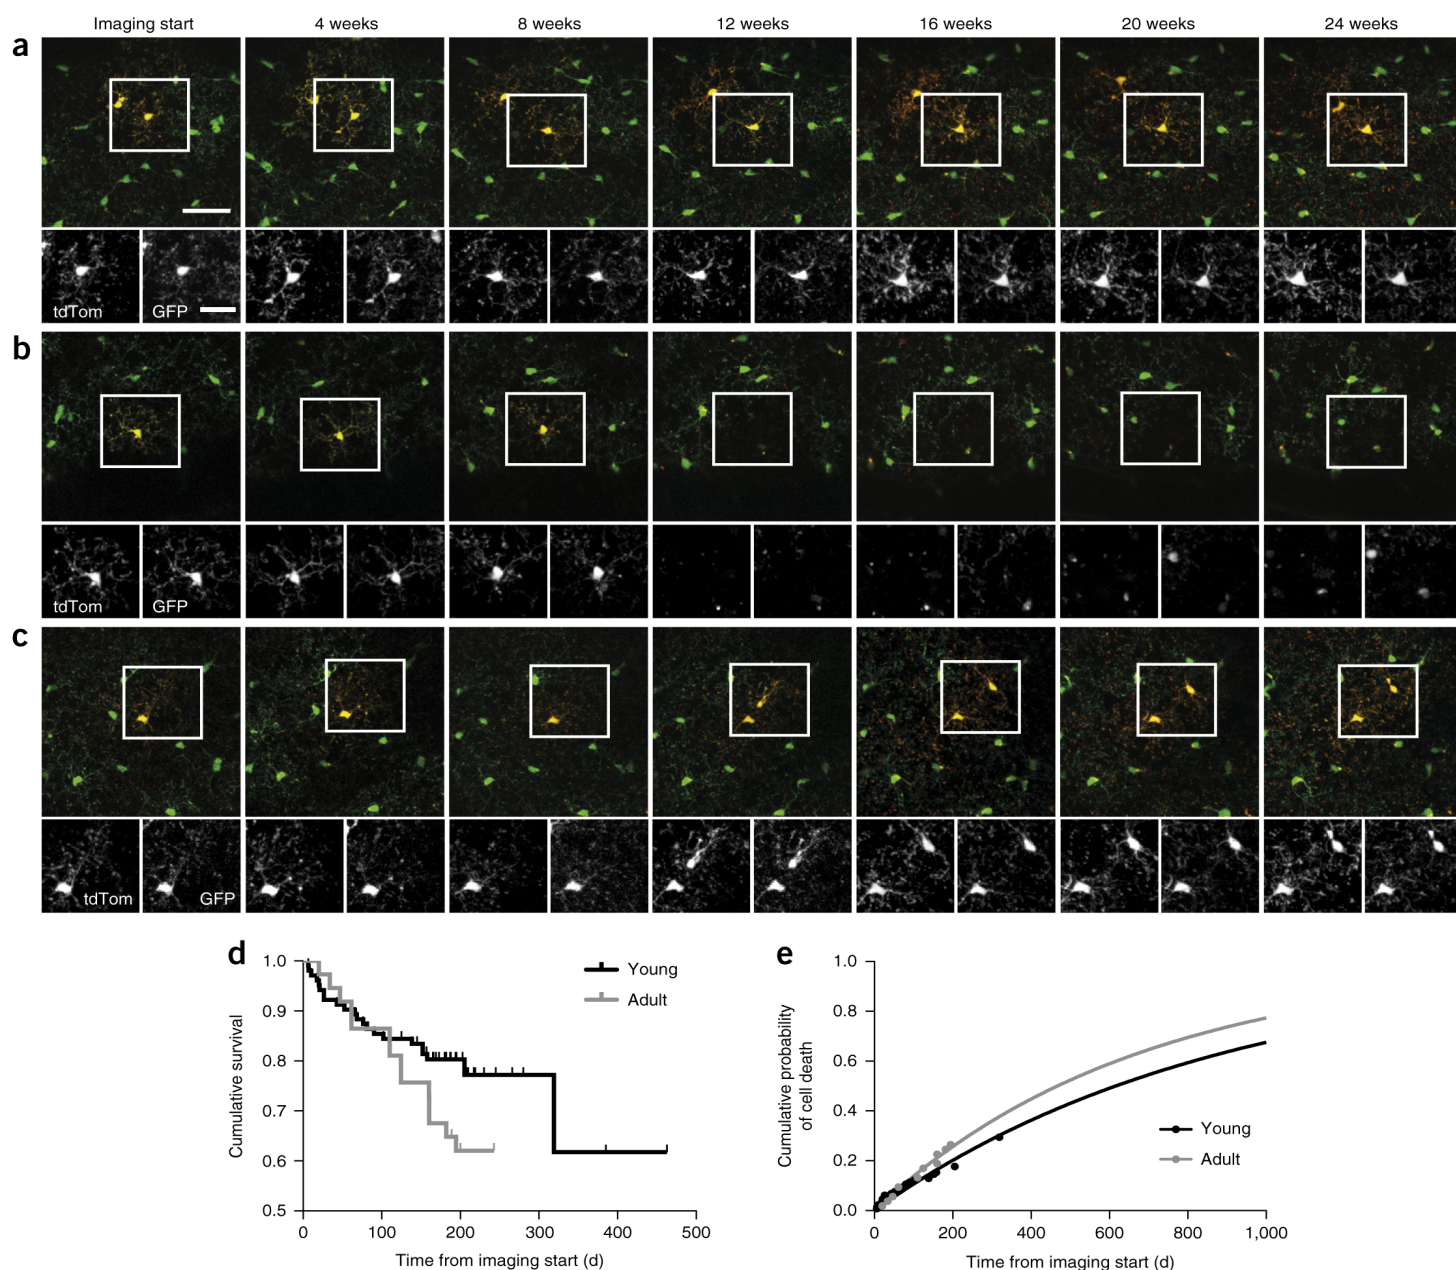 Imaging start 4 weeks 8 weeks 12 weeks 16 weeks 20 weeks 24 weeks
a
tdTom GFP
b
tdTom GFP
c
tdTom GFP
d
1.0
0.9
0.8
0.7
0.6
0.5
Cumulative survival
Young
Adult
0 100 200 300 400 500
Time from imaging start (d)
e
1.0
0.8
0.6
0.4
0.2
0.0
Cumulative probability
of cell death
Young
Adult
0 200 400 600 800 1,000
Time from imaging start (d)